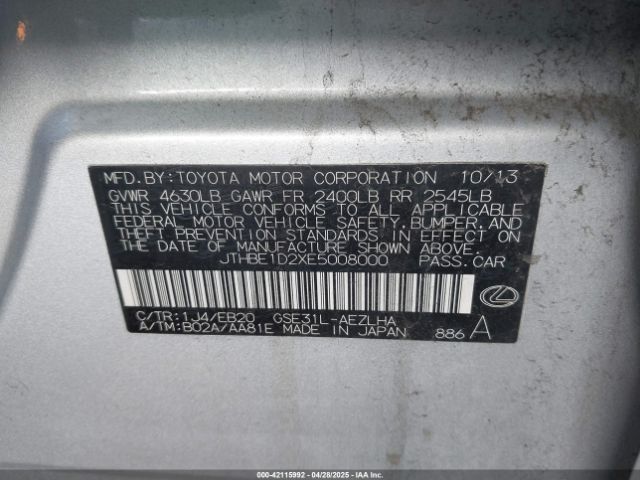 MFD.BY:TOYOTA MOTOR CORPORATION 10/13
GVWR 4630LB GAWR FR 2400LB RR 2545LB
THIS VEHICLE CONFORMS TO ALL APPLICABLE
FEDERAL MOTOR VEHICLE SAFETY,BUMPER,AND
THEFT PREVENTION STANDARDS IN EFFECT ON
THE DATE OF MANUFACTURE SHOWN ABOVE.
JTHBE1D2XE5008000 PASS.CAR
C/TR:1J4/EB20 GSE31L-AEZLHA
A/TM:B02A/AA81E MADE IN JAPAN 886 A
000-42115992 | 04/28/2025 | IAA Inc.